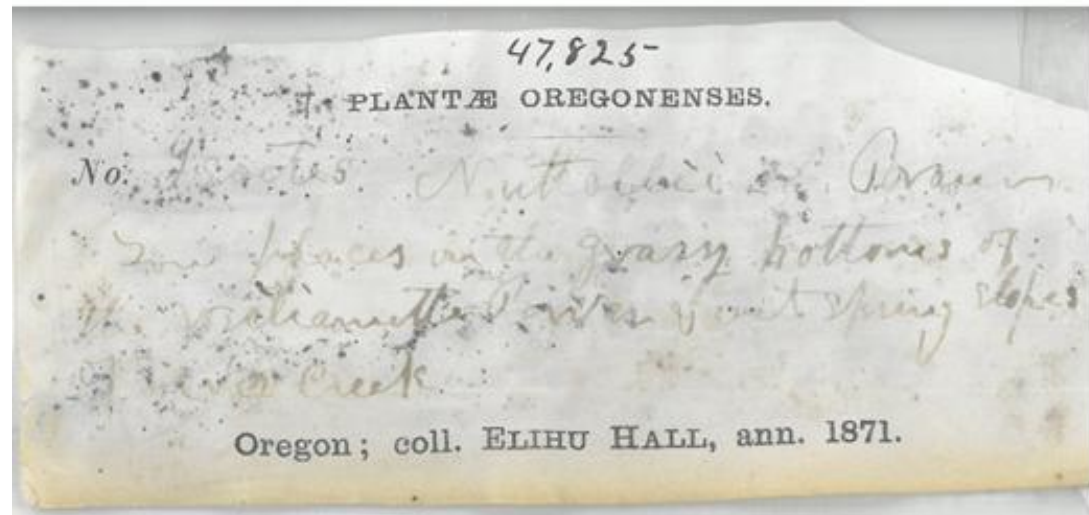 47,825
PLANTÆ OREGONENSES.
No. Isoetes Nuttallii Braun
Low places in the grassy bottoms of
the Willamette River & wet spring slopes
Creek
Oregon ; coll. ELIHU HALL, ann. 1871.